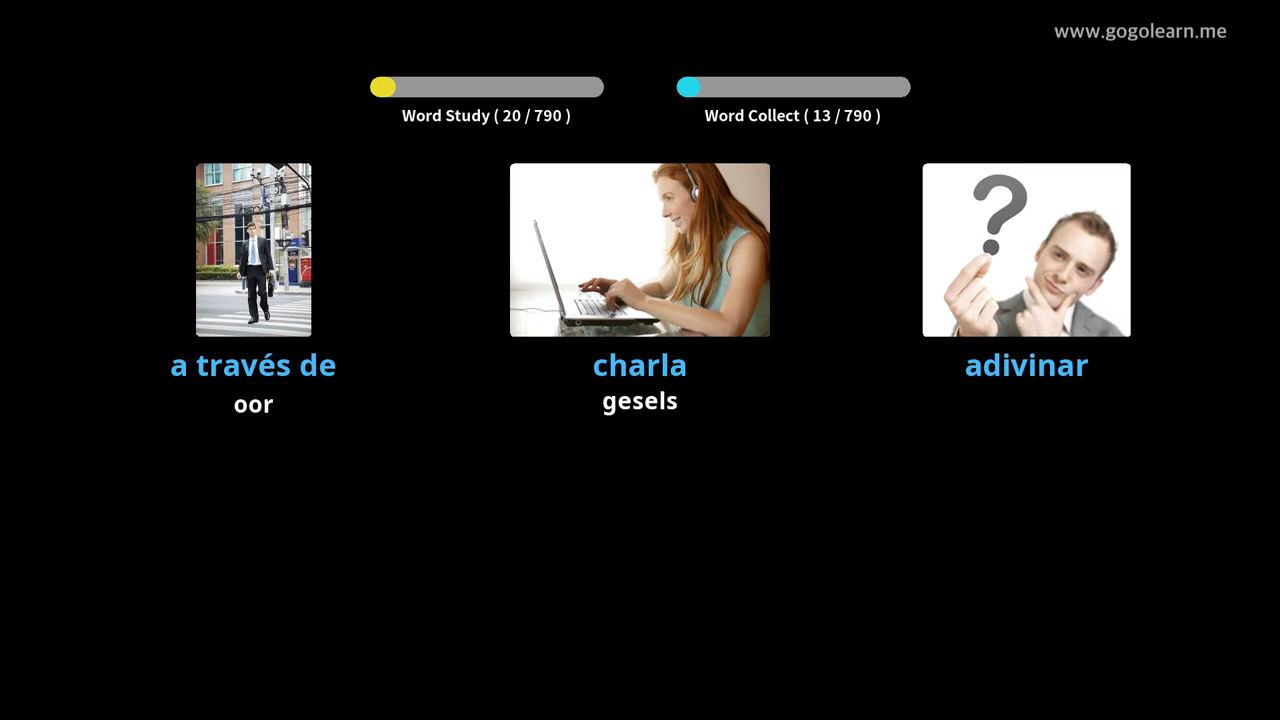 www.gogolearn.me
Word Study ( 20 / 790 )
Word Collect ( 13 / 790 )
a través de
oor
charla
gesels
adivinar